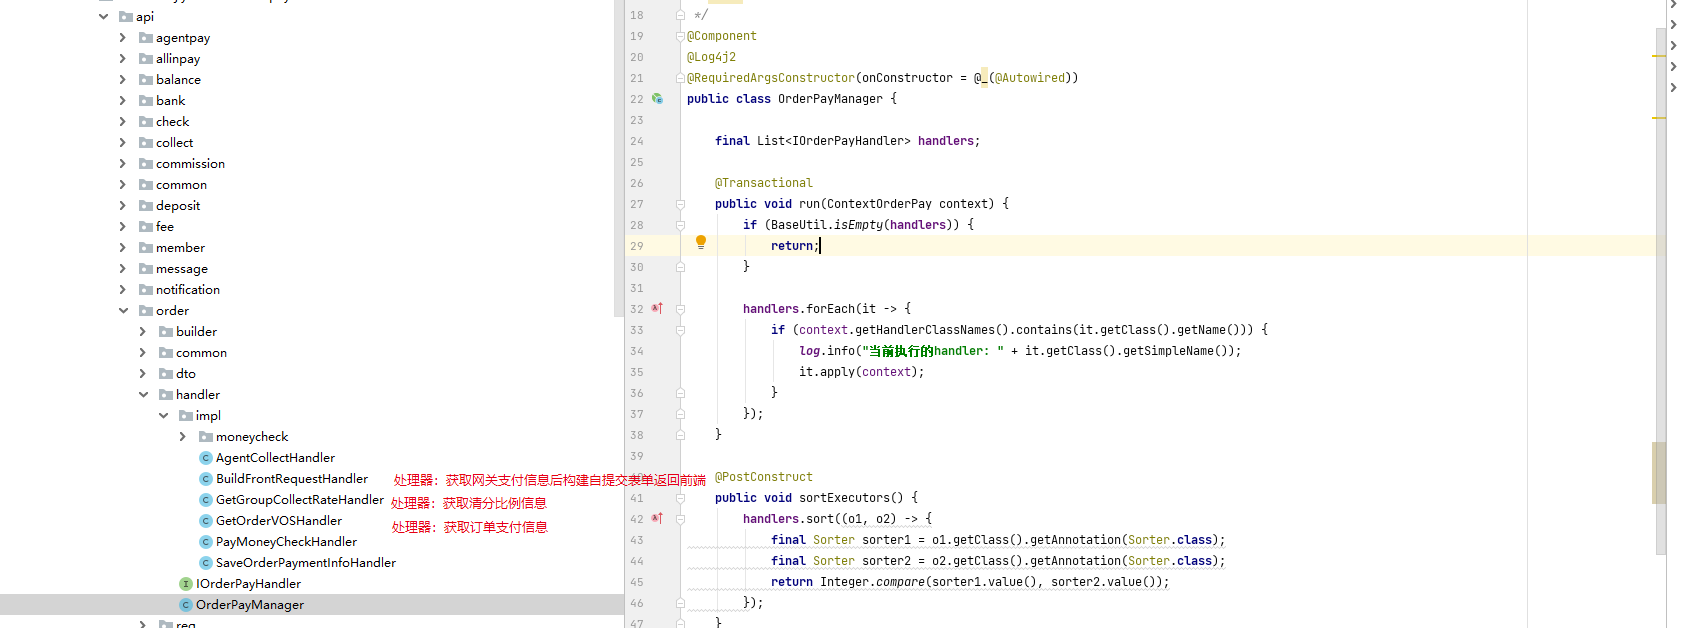 api
agentpay
allinpay
balance
bank
check
collect
commission
common
deposit
fee
member
message
notification
order
builder
common
dto
handler
impl
moneycheck
AgentCollectHandler
BuildFrontRequestHandler 处理器：获取网关支付信息后构建自提交表单返回前端
GetGroupCollectRateHandler 处理器：获取清分比例信息
GetOrderVOSHandler 处理器：获取订单支付信息
PayMoneyCheckHandler
SaveOrderPaymentInfoHandler
IOrderPayHandler
OrderPayManager
req
18 */
19 @Component
20 @Log4j2
21 @RequiredArgsConstructor(onConstructor = @_(@Autowired))
22 public class OrderPayManager {
23
24 final List<IOrderPayHandler> handlers;
25
26 @Transactional
27 public void run(ContextOrderPay context) {
28 if (BaseUtil.isEmpty(handlers)) {
29 return;
30 }
31
32 handlers.forEach(it -> {
33 if (context.getHandlerClassNames().contains(it.getClass().getName())) {
34 log.info("当前执行的handler: " + it.getClass().getSimpleName());
35 it.apply(context);
36 }
37 });
38 }
39
@PostConstruct
41 public void sortExecutors() {
42 handlers.sort((o1, o2) -> {
43 final Sorter sorter1 = o1.getClass().getAnnotation(Sorter.class);
44 final Sorter sorter2 = o2.getClass().getAnnotation(Sorter.class);
45 return Integer.compare(sorter1.value(), sorter2.value());
46 });
47 }